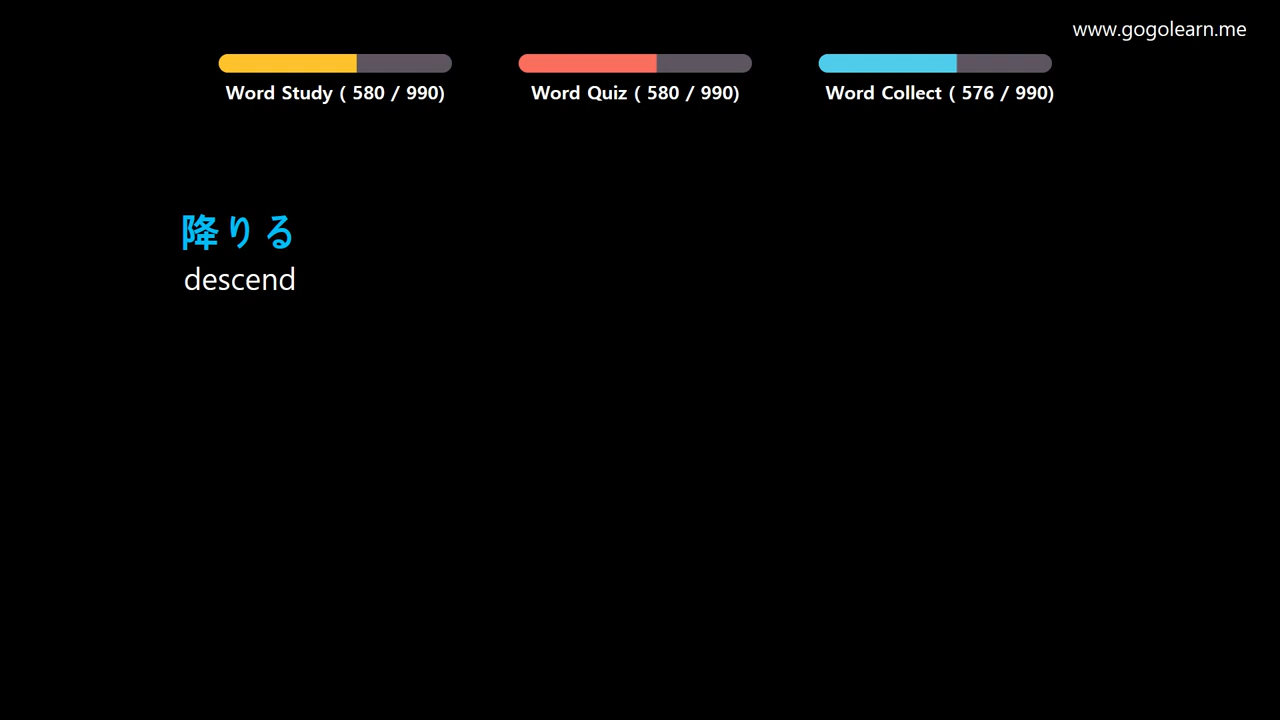 www.gogolearn.me
Word Study ( 580 / 990)
Word Quiz ( 580 / 990)
Word Collect ( 576 / 990)
降りる
descend